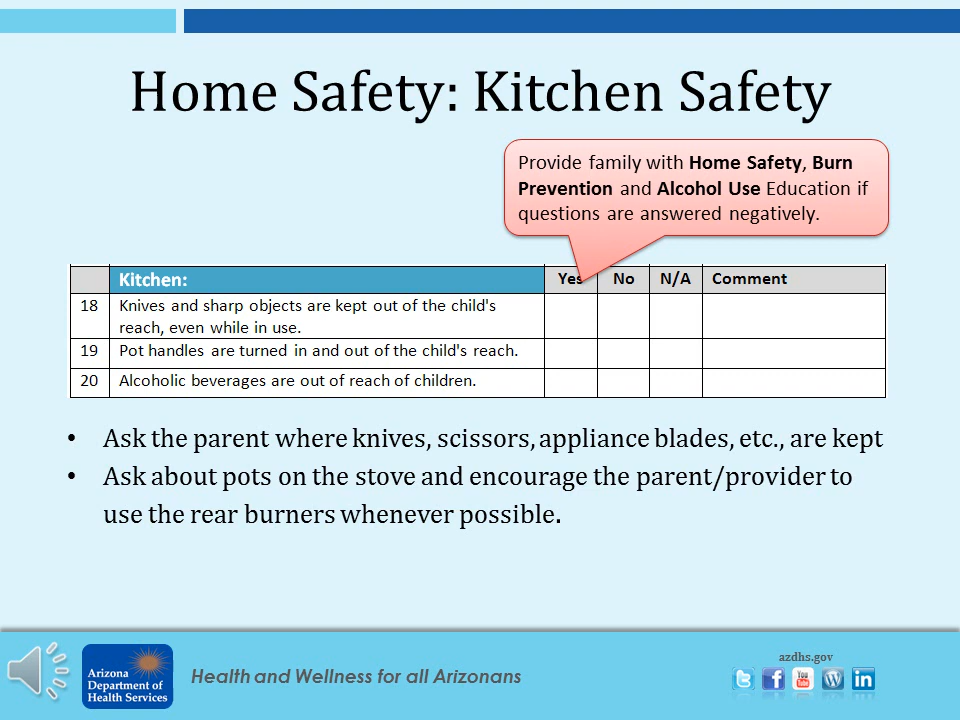 Home Safety: Kitchen Safety
Provide family with Home Safety, Burn
Prevention and Alcohol Use Education if
questions are answered negatively.
Kitchen: Yes No N/A Comment
18 Knives and sharp objects are kept out of the child's
reach, even while in use.
19 Pot handles are turned in and out of the child's reach.
20 Alcoholic beverages are out of reach of children.
• Ask the parent where knives, scissors, appliance blades, etc., are kept
• Ask about pots on the stove and encourage the parent/provider to
use the rear burners whenever possible.
Arizona
Department of
Health Services
Health and Wellness for all Arizonans
azdhs.gov
You
Tube